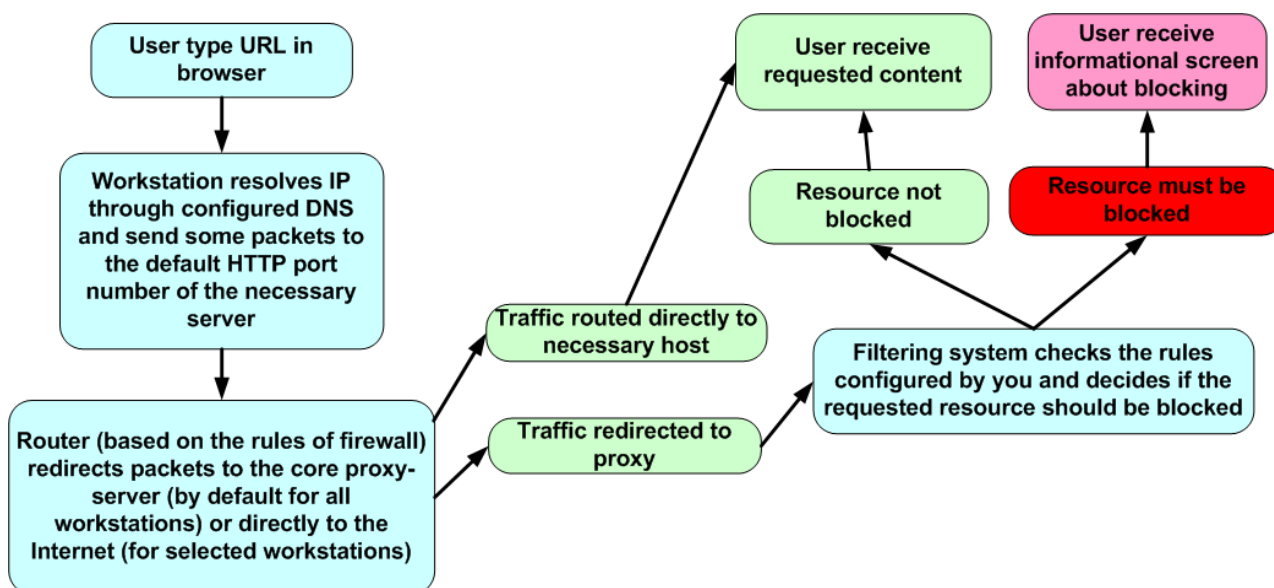 User type URL in
browser
Workstation resolves IP
through configured DNS
and send some packets to
the default HTTP port
number of the necessary
server
Router (based on the rules of firewall)
redirects packets to the core proxy-
server (by default for all
workstations) or directly to the
Internet (for selected workstations)
Traffic routed directly to
necessary host
Traffic redirected to
proxy
User receive
requested content
Resource not
blocked
User receive
informational screen
about blocking
Resource must be
blocked
Filtering system checks the rules
configured by you and decides if the
requested resource should be blocked